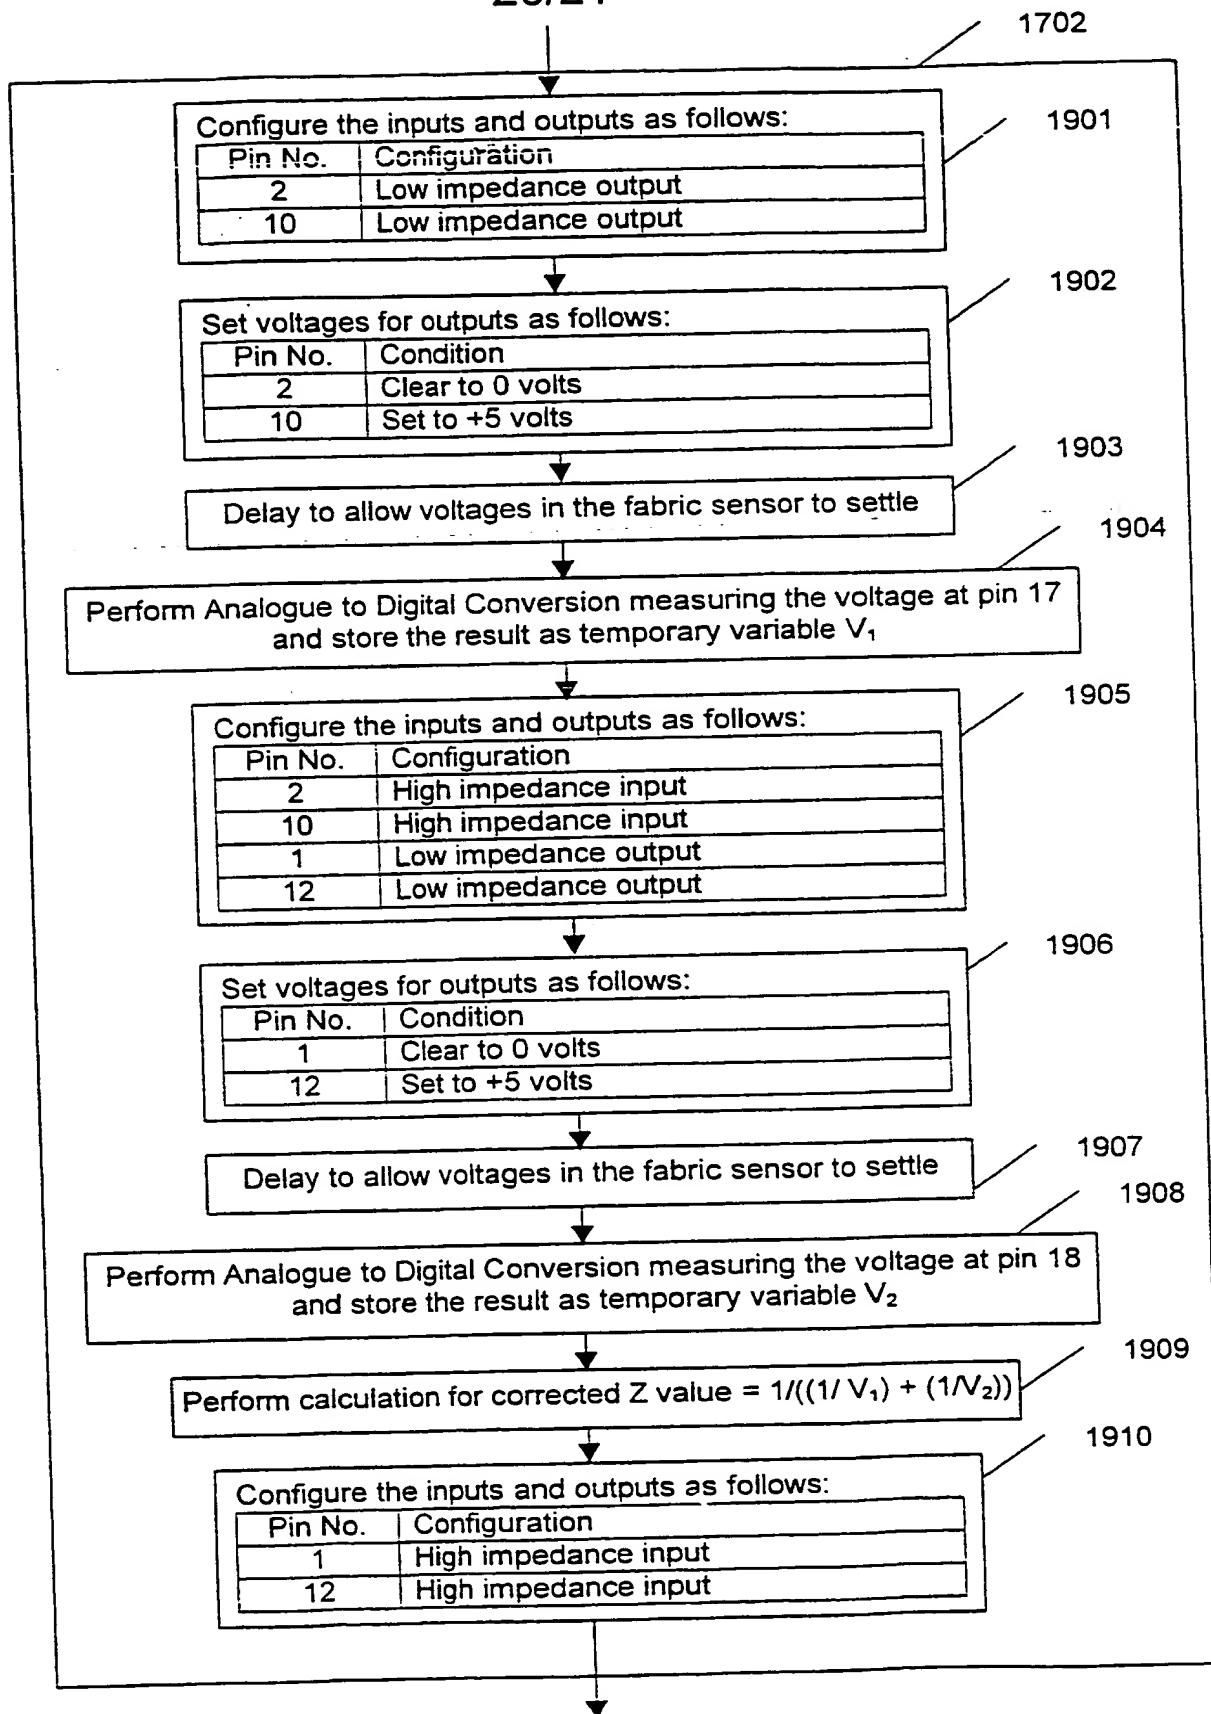 1702
Configure the inputs and outputs as follows:
1901
Pin No. Configuration
2 Low impedance output
10 Low impedance output
1902
Set voltages for outputs as follows:
Pin No. Condition
2 Clear to 0 volts
10 Set to +5 volts
1903
Delay to allow voltages in the fabric sensor to settle
1904
Perform Analogue to Digital Conversion measuring the voltage at pin 17
and store the result as temporary variable V₁
1905
Configure the inputs and outputs as follows:
Pin No. Configuration
2 High impedance input
10 High impedance input
1 Low impedance output
12 Low impedance output
1906
Set voltages for outputs as follows:
Pin No. Condition
1 Clear to 0 volts
12 Set to +5 volts
1907
Delay to allow voltages in the fabric sensor to settle
1908
Perform Analogue to Digital Conversion measuring the voltage at pin 18
and store the result as temporary variable V₂
1909
Perform calculation for corrected Z value = 1/((1/ V₁) + (1/V₂))
1910
Configure the inputs and outputs as follows:
Pin No. Configuration
1 High impedance input
12 High impedance input